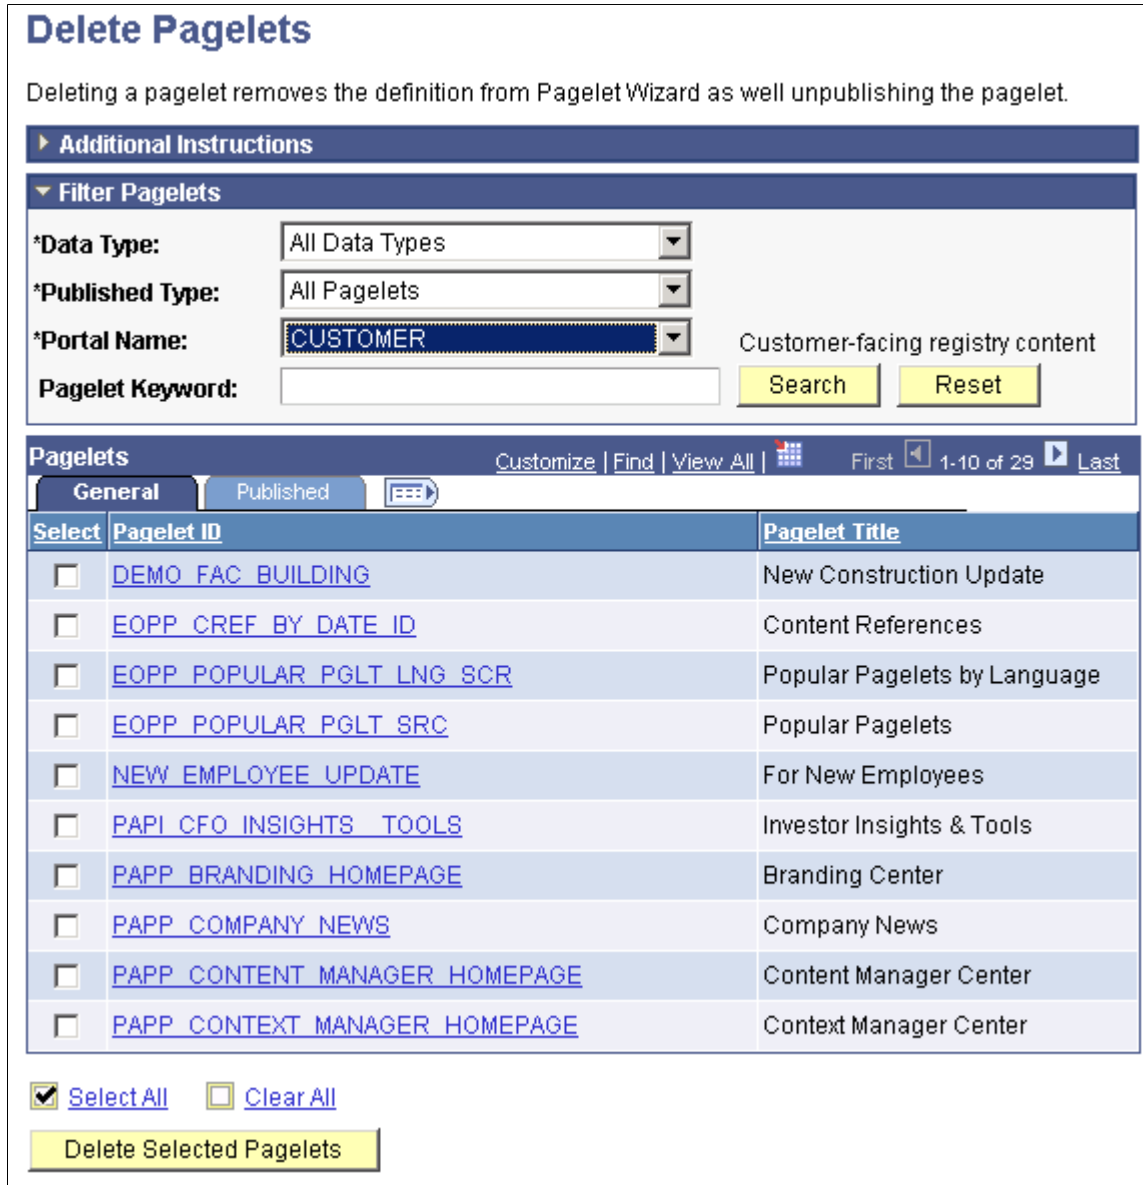 Delete Pagelets
Deleting a pagelet removes the definition from Pagelet Wizard as well unpublishing the pagelet.
Additional Instructions
Filter Pagelets
*Data Type: All Data Types
*Published Type: All Pagelets
*Portal Name: CUSTOMER Customer-facing registry content
Pagelet Keyword: Search Reset
Pagelets Customize | Find | View All | First 1-10 of 29 Last
General Published
Select Pagelet ID Pagelet Title
DEMO_FAC_BUILDING New Construction Update
EOPP_CREF_BY_DATE_ID Content References
EOPP_POPULAR_PGLT_LNG_SCR Popular Pagelets by Language
EOPP_POPULAR_PGLT_SRC Popular Pagelets
NEW_EMPLOYEE_UPDATE For New Employees
PAPI_CFO_INSIGHTS__TOOLS Investor Insights & Tools
PAPP_BRANDING_HOMEPAGE Branding Center
PAPP_COMPANY_NEWS Company News
PAPP_CONTENT_MANAGER_HOMEPAGE Content Manager Center
PAPP_CONTEXT_MANAGER_HOMEPAGE Context Manager Center
Select All Clear All
Delete Selected Pagelets